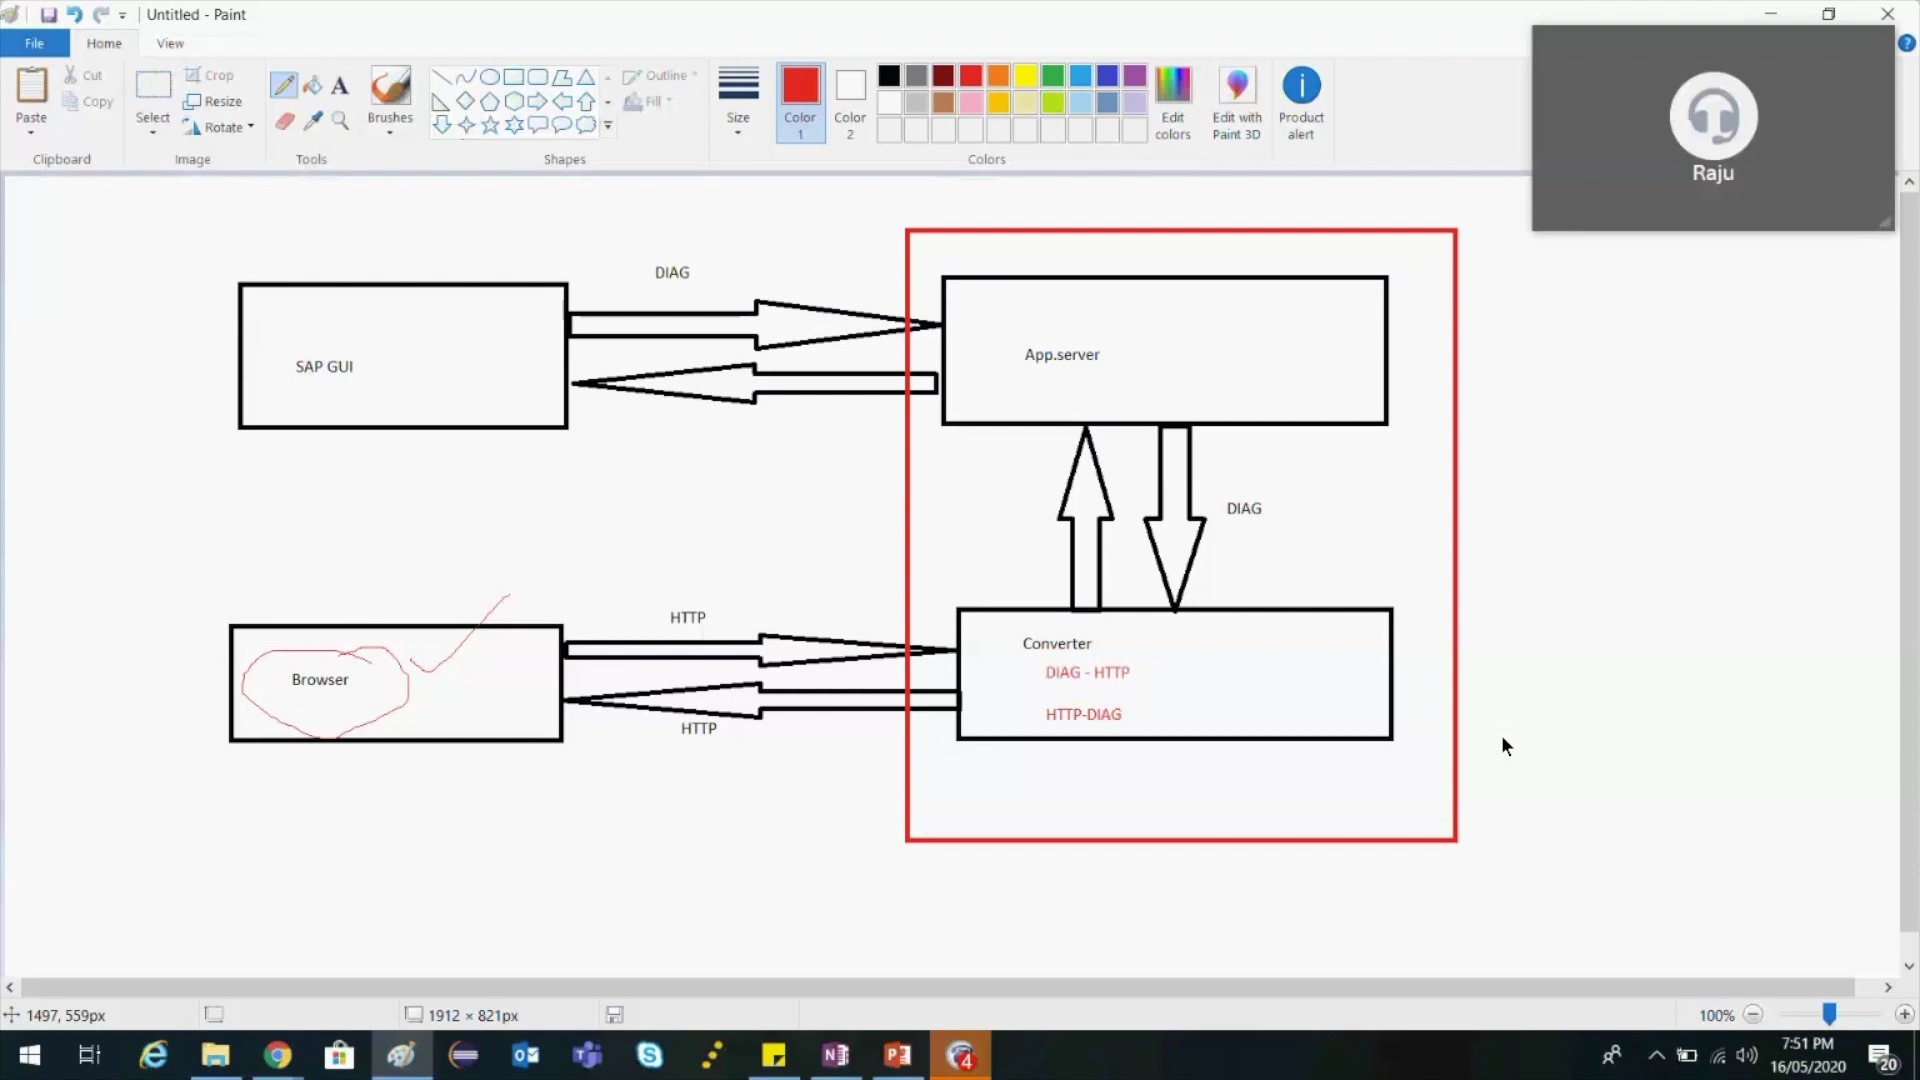 Untitled - Paint
File Home View
Paste
Cut
Copy
Clipboard
Select
Crop
Resize
Rotate
Image
A
Tools
Brushes
Outline
Fill
Shapes
Size
Color 1
Color 2
Edit colors
Edit with Paint 3D
Product alert
Colors
Raju
DIAG
SAP GUI
App.server
DIAG
HTTP
Browser
Converter
DIAG - HTTP
HTTP-DIAG
HTTP
1497, 559px
1912 × 821px
100%
7:51 PM
16/05/2020
4
20